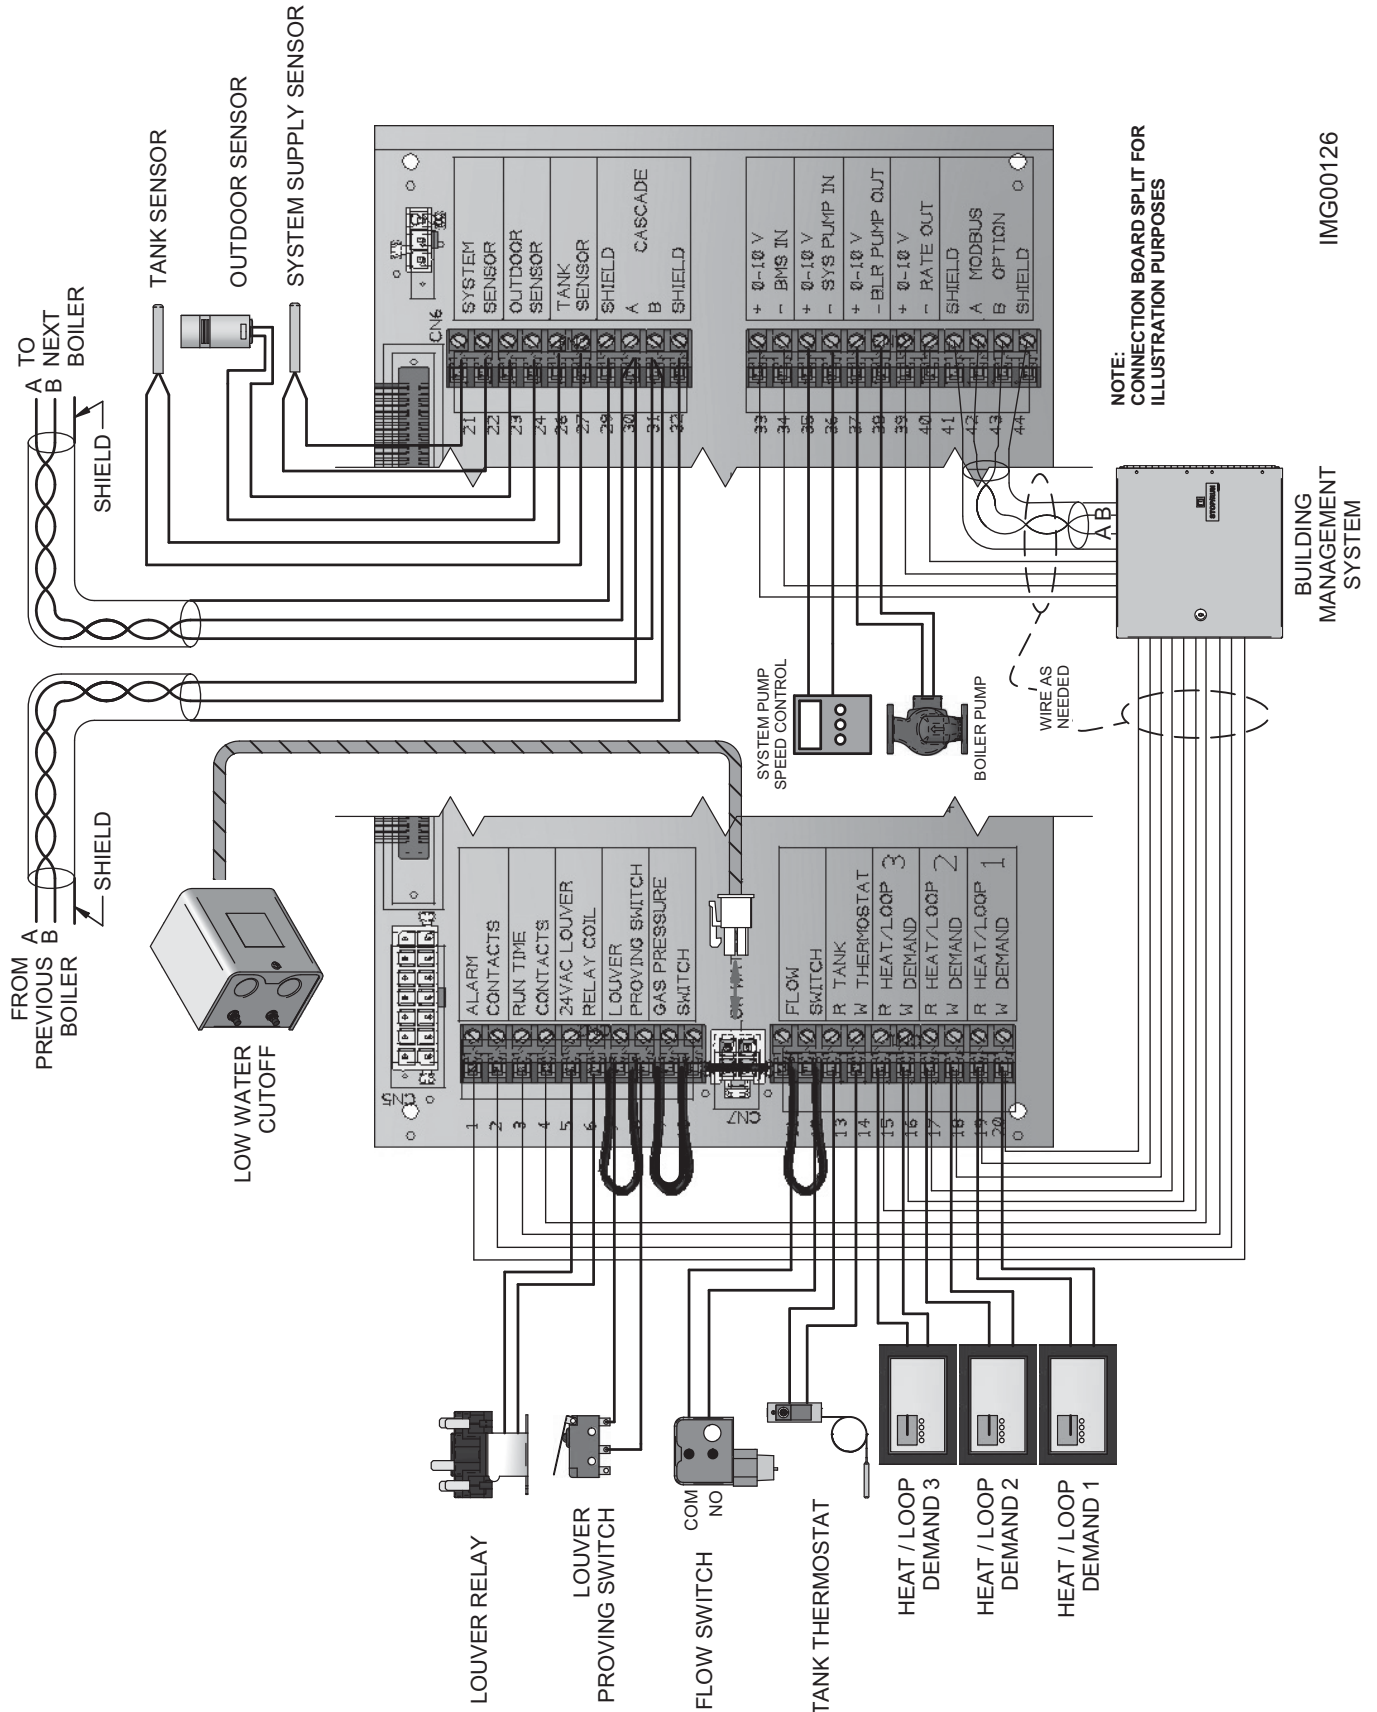 FROM
PREVIOUS
BOILER
A
B
SHIELD
TO
NEXT
BOILER
A
B
SHIELD
TANK SENSOR
OUTDOOR SENSOR
SYSTEM SUPPLY SENSOR
LOW WATER
CUTOFF
CN5
1 ALARM
2 CONTACTS
3 RUN TIME
4 CONTACTS
5 24VAC LOUVER
6 RELAY COIL
LOUVER
PROVING SWITCH
GAS PRESSURE
SWITCH
CN7
FLOW
SWITCH
13 R TANK
14 W THERMOSTAT
15 R HEAT/LOOP 3
16 W DEMAND
17 R HEAT/LOOP 2
18 W DEMAND
19 R HEAT/LOOP 1
20 W DEMAND
CN6
21 SYSTEM
22 SENSOR
23 OUTDOOR
24 SENSOR
26 TANK
27 SENSOR
29 SHIELD
30 A CASCADE
31 B
32 SHIELD
33 + 0-10 V
34 - BMS IN
35 + 0-10 V
36 - SYS PUMP IN
37 + 0-10 V
38 - BLR PUMP OUT
39 + 0-10 V
40 - RATE OUT
41 SHIELD
42 A MODBUS
43 B OPTION
44 SHIELD
LOUVER RELAY
LOUVER
PROVING SWITCH
FLOW SWITCH
COM
NO
TANK THERMOSTAT
HEAT / LOOP
DEMAND 3
HEAT / LOOP
DEMAND 2
HEAT / LOOP
DEMAND 1
SYSTEM PUMP
SPEED CONTROL
BOILER PUMP
WIRE AS
NEEDED
A B
BUILDING
MANAGEMENT
SYSTEM
NOTE:
CONNECTION BOARD SPLIT FOR
ILLUSTRATION PURPOSES
IMG00126